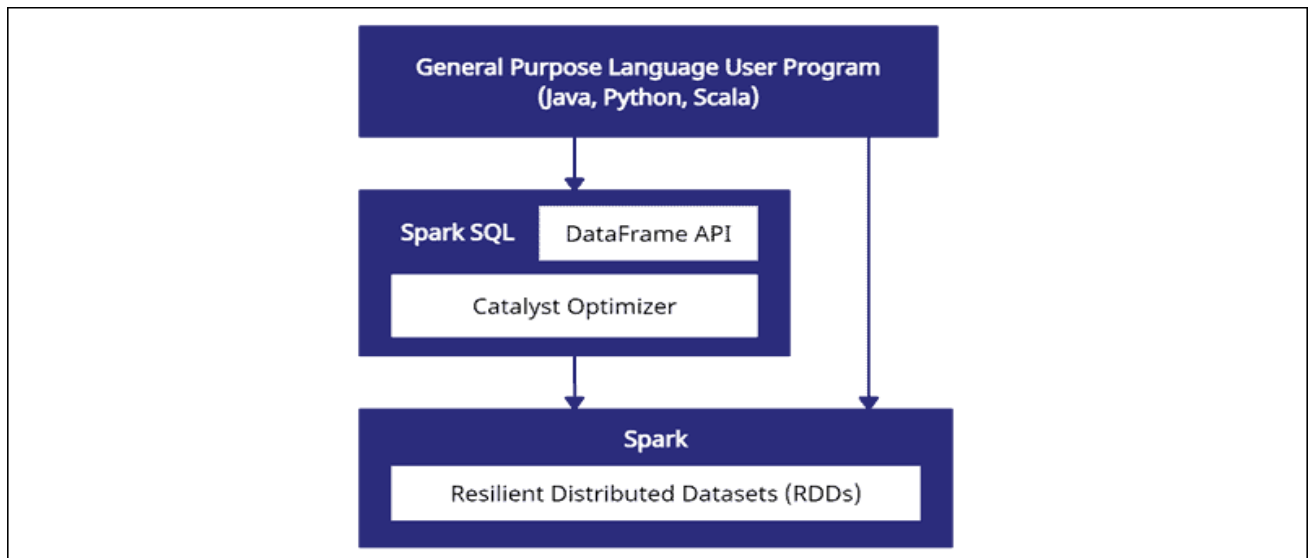 General Purpose Language User Program
(Java, Python, Scala)
Spark SQL
DataFrame API
Catalyst Optimizer
Spark
Resilient Distributed Datasets (RDDs)